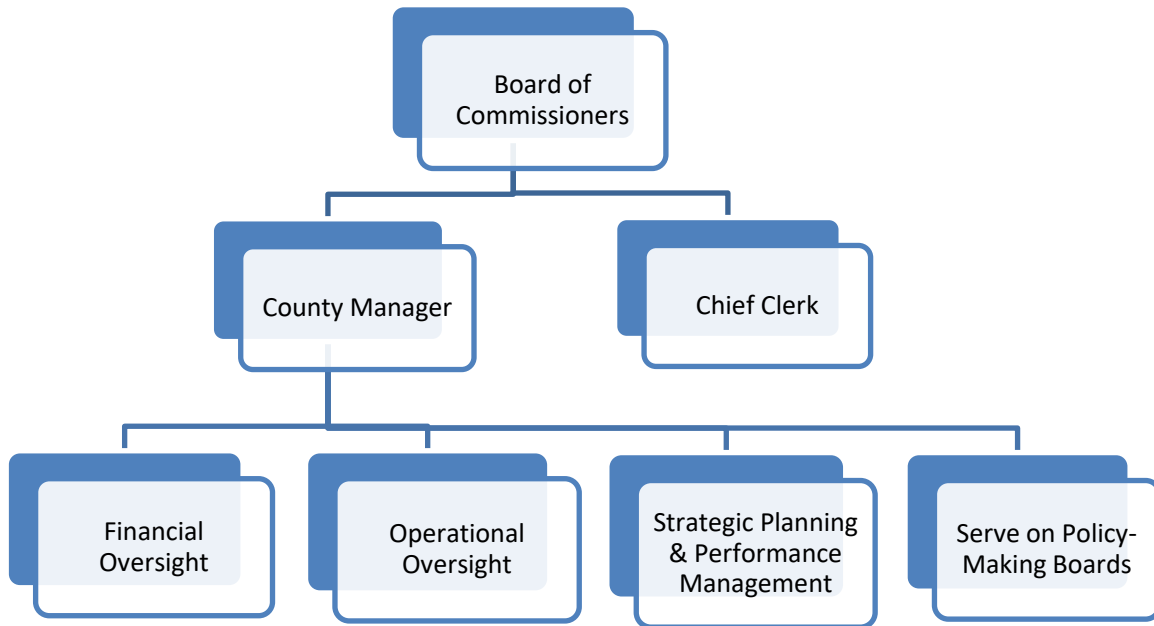 Board of
Commissioners
County Manager
Chief Clerk
Financial
Oversight
Operational
Oversight
Strategic Planning
& Performance
Management
Serve on Policy-
Making Boards